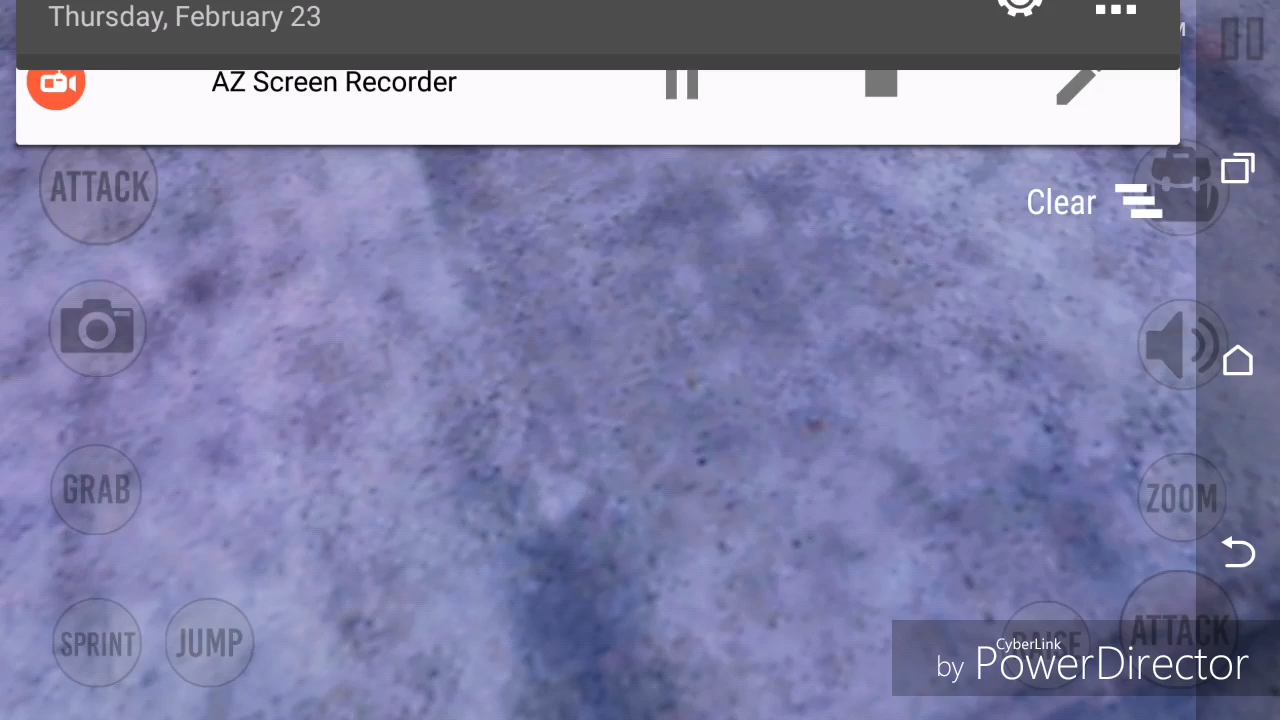 Thursday, February 23
AZ Screen Recorder
ATTACK
Clear
GRAB
ZOOM
SPRINT
JUMP
ATTACK
CyberLink
by PowerDirector